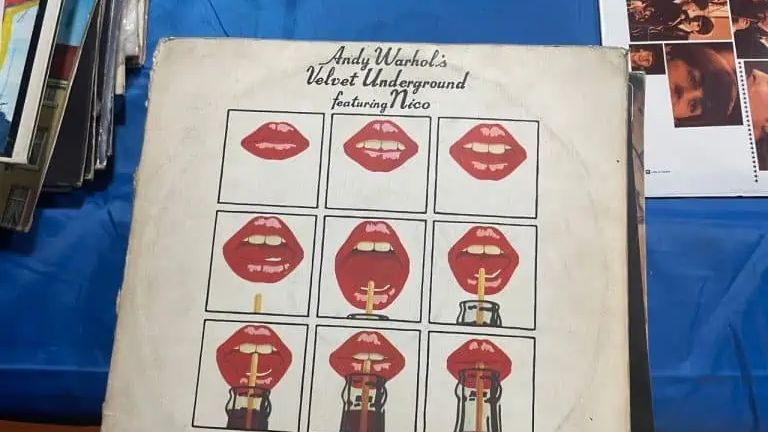 Andy Warhol's
Velvet Underground
featuring Nico